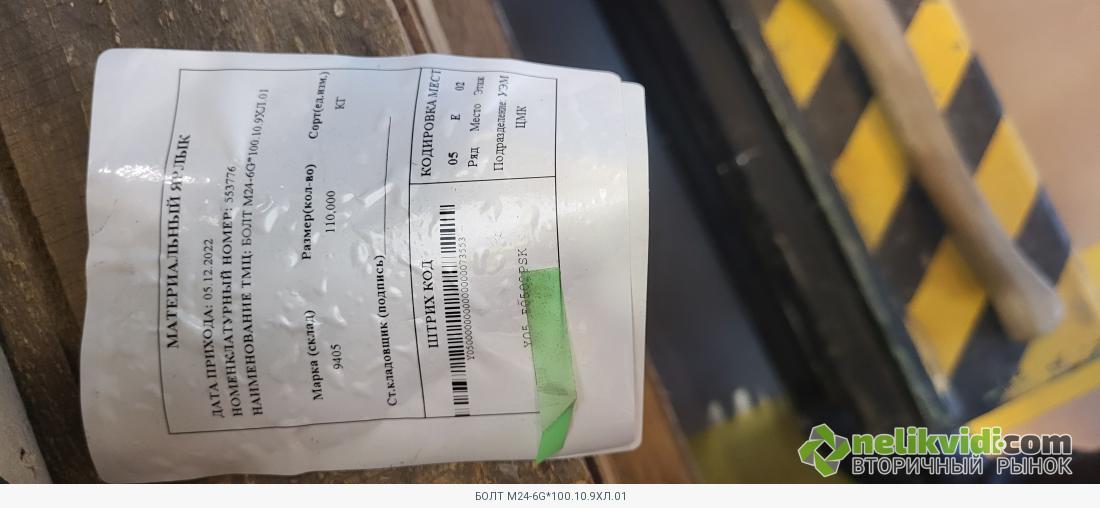 МАТЕРИАЛЬНЫЙ ЯРЛЫК
ДАТА ПРИХОДА: 05.12.2022
НОМЕНКЛАТУРНЫЙ НОМЕР: 553776
НАИМЕНОВАНИЕ ТМЦ: БОЛТ М24-6G*100.10.9ХЛ.01
Марка (склад) Размер(кол-во) Сорт(ед.изм.)
9405 110,000 КГ
Ст.кладовщик (подпись)
ШТРИХ КОД
КОДИРОВКА МЕСТ
05 Е 02
Ряд Место Этаж
Подразделение: УЭМ
ЦМК
nelikvidi.com
ВТОРИЧНЫЙ РЫНОК
БОЛТ М24-6G*100.10.9ХЛ.01